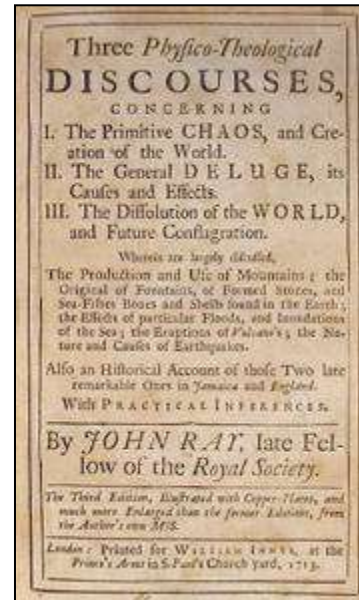 Three Phyſico-Theological
DISCOURSES,
CONCERNING
I. The Primitive CHAOS, and Cre-
ation of the World.
II. The General DELUGE, its
Cauſes and Effects.
III. The Diſſolution of the WORLD,
and Future Conflagration.
Wherein are largely diſcuſſed,
The Production and Uſe of Mountains; the
Original of Fountains, of Formed Stones, and
Sea-Fiſhes Bones and Shells found in the Earth;
the Effects of particular Floods, and Inundations
of the Sea; the Eruptions of Vulcano's; the Na-
ture and Cauſes of Earthquakes.
Alſo an Hiſtorical Account of thoſe Two late
remarkable Ones in Jamaica and England.
With PRACTICAL INFERENCES.
By JOHN RAY, late Fel-
low of the Royal Society.
The Third Edition, Illuſtrated with Copper-Plates, and
much more Enlarged than the former Editions, from
the Author's own MSS.
London: Printed for WILLIAM INNYS, at the
Prince's Arms in S. Paul's Church yard, 1713.